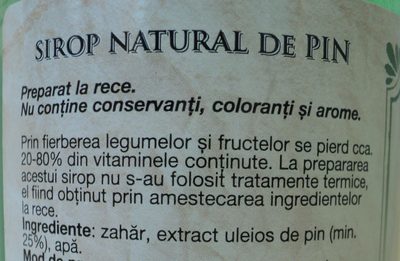 SIROP NATURAL DE PIN
Preparat la rece.
Nu conține conservanți, coloranți și arome.
Prin fierberea legumelor și fructelor se pierd cca.
20-80% din vitaminele conținute. La prepararea
acestui sirop nu s-au folosit tratamente termice,
el fiind obținut prin amestecarea ingredientelor
la rece.
Ingrediente: zahăr, extract uleios de pin (min.
25%), apă.
Mod de